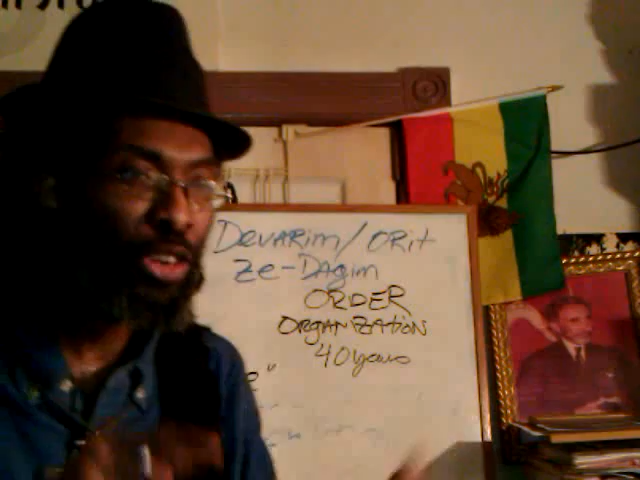 Devarim/Orit
Ze-Dagim
ORDER
ORGANIZATION
40 years